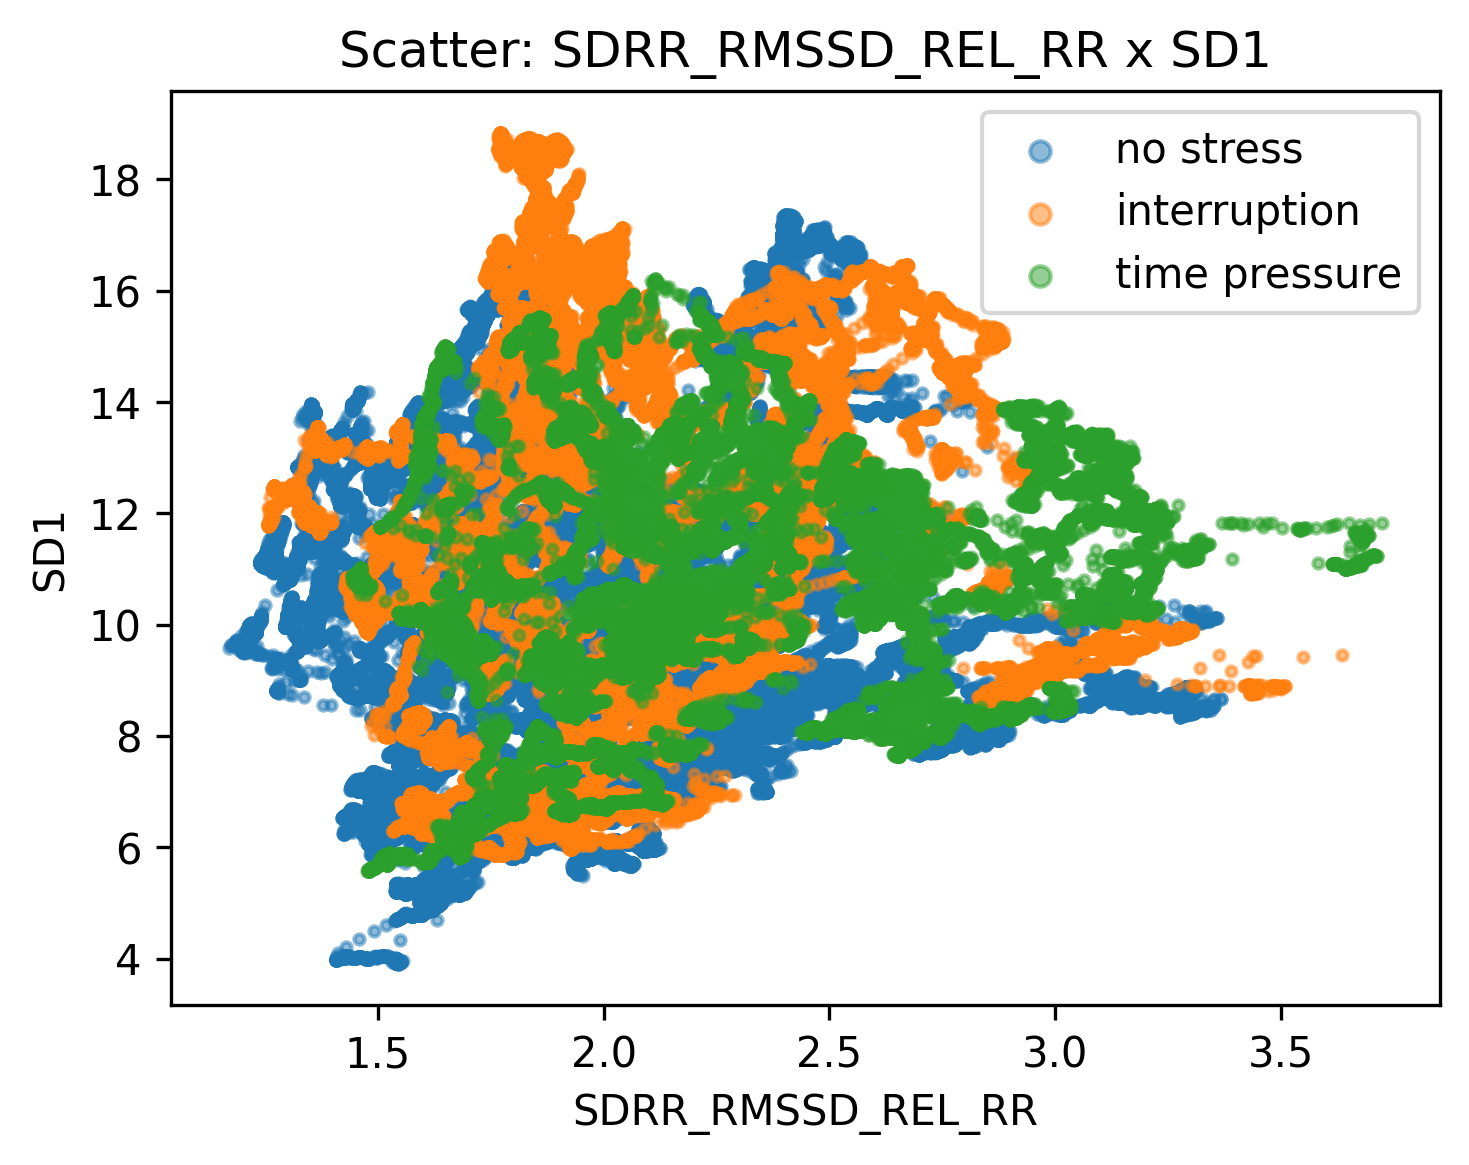 Scatter: SDRR_RMSSD_REL_RR x SD1
no stress
interruption
time pressure
18
16
14
12
10
8
6
4
SD1
1.5 2.0 2.5 3.0 3.5
SDRR_RMSSD_REL_RR